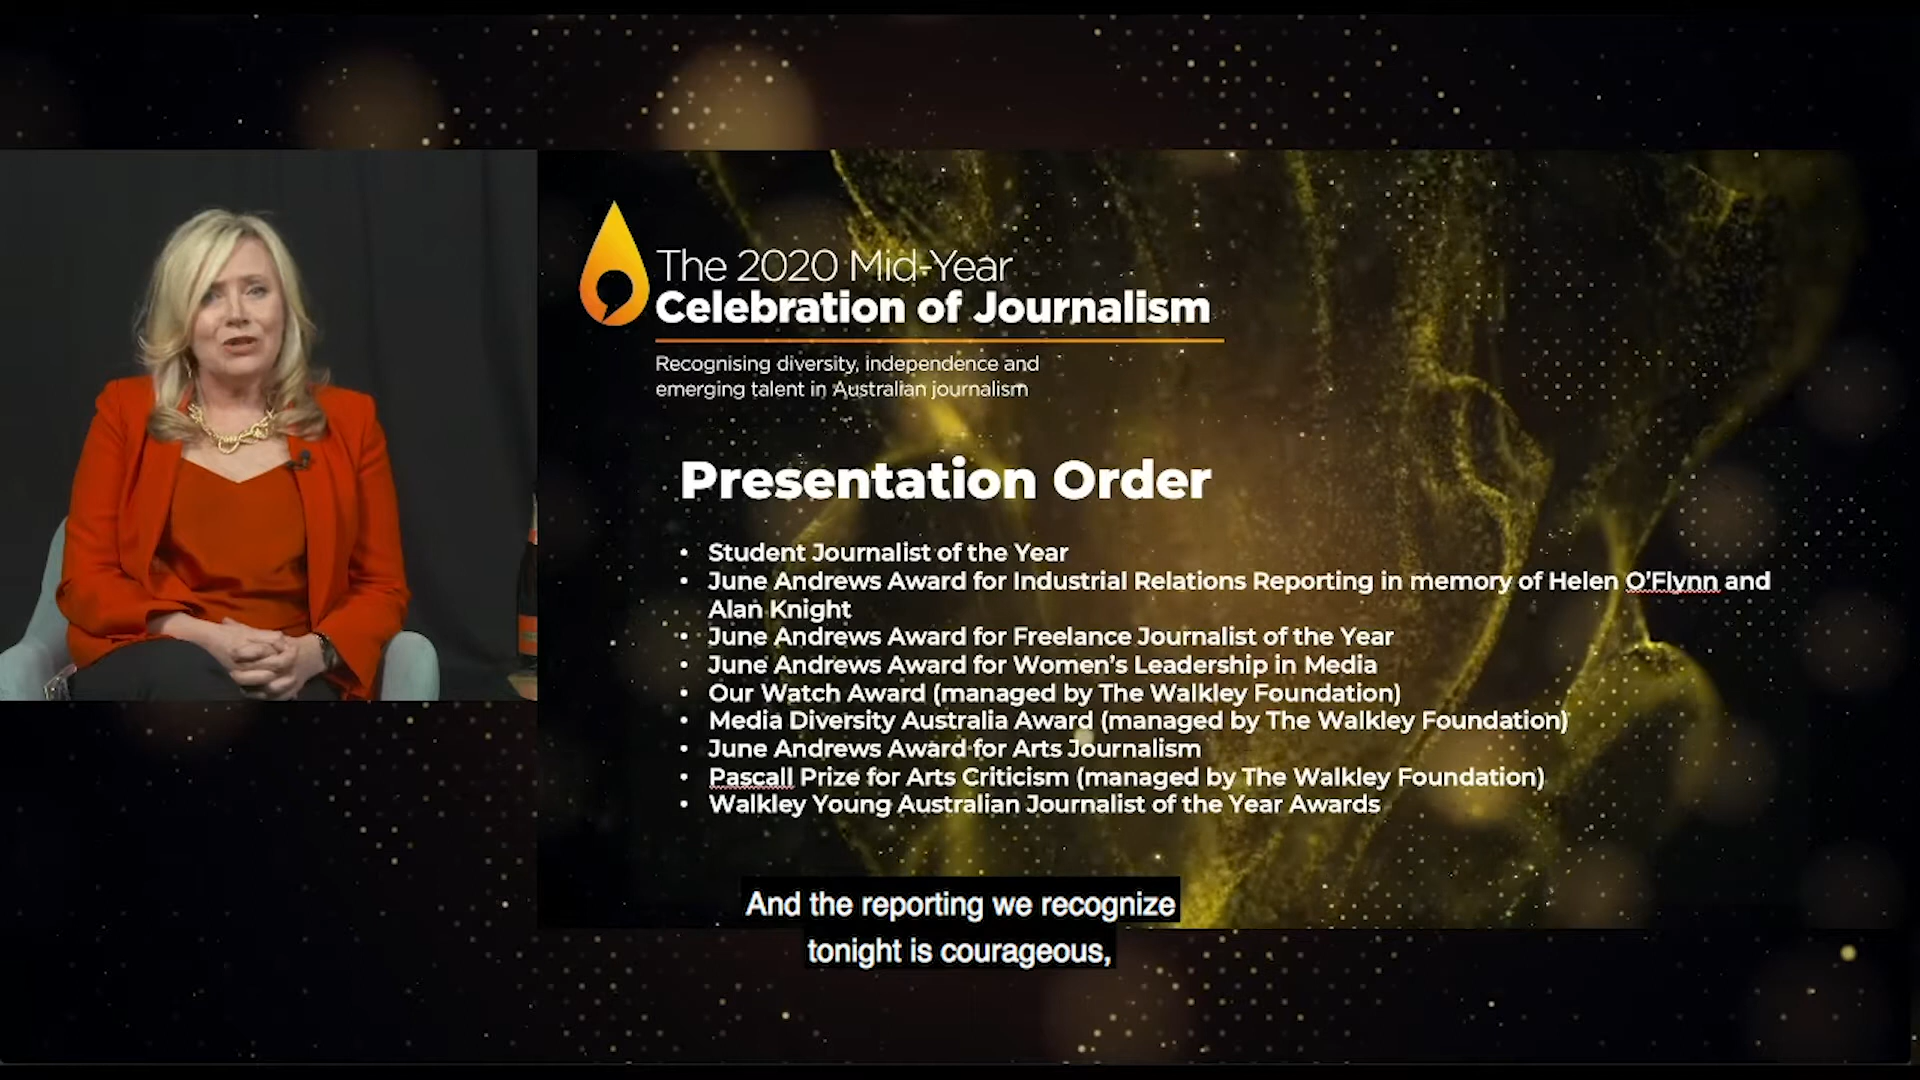 The 2020 Mid-Year
Celebration of Journalism
Recognising diversity, independence and
emerging talent in Australian journalism
Presentation Order
• Student Journalist of the Year
• June Andrews Award for Industrial Relations Reporting in memory of Helen O'Flynn and
Alan Knight
• June Andrews Award for Freelance Journalist of the Year
• June Andrews Award for Women's Leadership in Media
• Our Watch Award (managed by The Walkley Foundation)
• Media Diversity Australia Award (managed by The Walkley Foundation)
• June Andrews Award for Arts Journalism
• Pascall Prize for Arts Criticism (managed by The Walkley Foundation)
• Walkley Young Australian Journalist of the Year Awards
And the reporting we recognize
tonight is courageous,